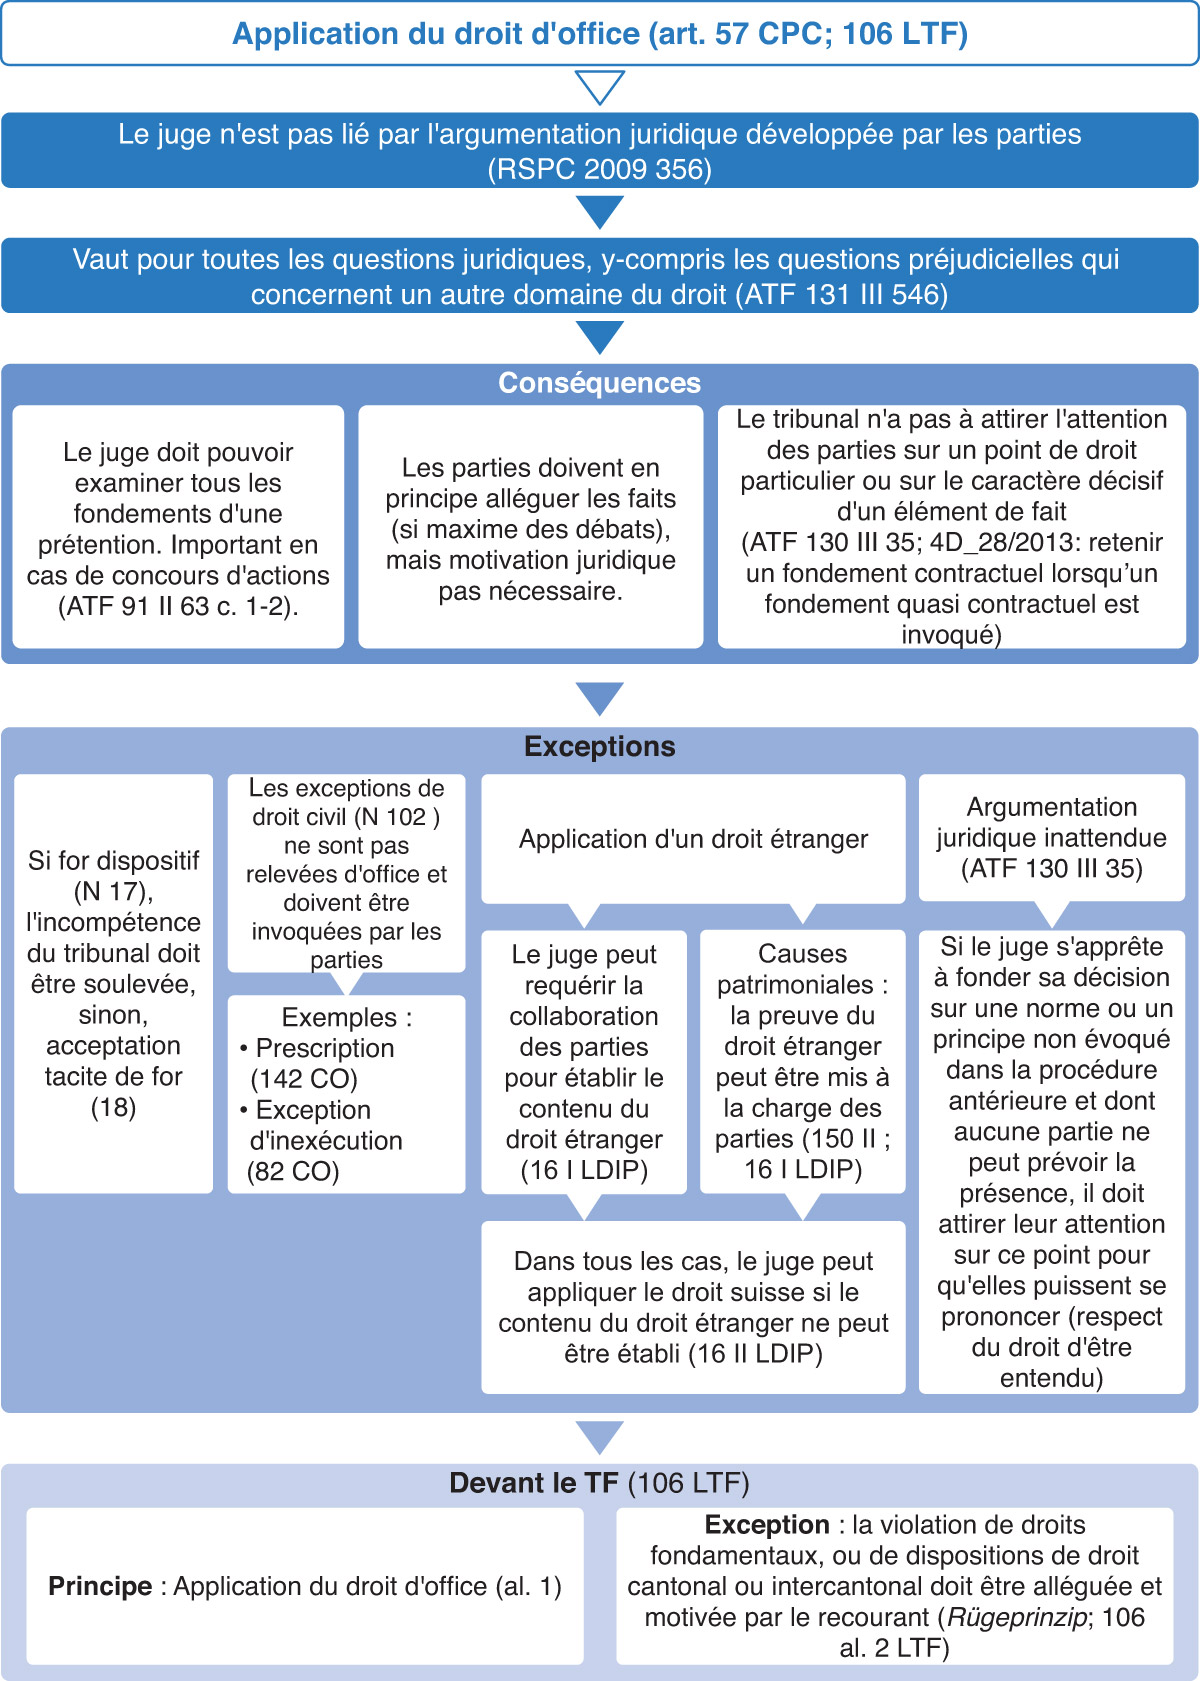 Application du droit d'office (art. 57 CPC; 106 LTF)
Le juge n'est pas lié par l'argumentation juridique développée par les parties
(RSPC 2009 356)
Vaut pour toutes les questions juridiques, y-compris les questions préjudicielles qui
concernent un autre domaine du droit (ATF 131 III 546)
Conséquences
Le juge doit pouvoir
examiner tous les
fondements d'une
prétention. Important en
cas de concours d'actions
(ATF 91 II 63 c. 1-2).
Les parties doivent en
principe alléguer les faits
(si maxime des débats),
mais motivation juridique
pas nécessaire.
Le tribunal n'a pas à attirer l'attention
des parties sur un point de droit
particulier ou sur le caractère décisif
d'un élément de fait
(ATF 130 III 35; 4D_28/2013: retenir
un fondement contractuel lorsqu’un
fondement quasi contractuel est
invoqué)
Exceptions
Si for dispositif
(N 17),
l'incompétence
du tribunal doit
être soulevée,
sinon,
acceptation
tacite de for
(18)
Les exceptions de
droit civil (N 102 )
ne sont pas
relevées d'office et
doivent être
invoquées par les
parties
Exemples :
• Prescription
(142 CO)
• Exception
d'inexécution
(82 CO)
Application d'un droit étranger
Le juge peut
requérir la
collaboration
des parties
pour établir le
contenu du
droit étranger
(16 I LDIP)
Causes
patrimoniales :
la preuve du
droit étranger
peut être mis à
la charge des
parties (150 II ;
16 I LDIP)
Dans tous les cas, le juge peut
appliquer le droit suisse si le
contenu du droit étranger ne peut
être établi (16 II LDIP)
Argumentation
juridique inattendue
(ATF 130 III 35)
Si le juge s'apprête
à fonder sa décision
sur une norme ou un
principe non évoqué
dans la procédure
antérieure et dont
aucune partie ne
peut prévoir la
présence, il doit
attirer leur attention
sur ce point pour
qu'elles puissent se
prononcer (respect
du droit d'être
entendu)
Devant le TF (106 LTF)
Principe : Application du droit d'office (al. 1)
Exception : la violation de droits
fondamentaux, ou de dispositions de droit
cantonal ou intercantonal doit être alléguée et
motivée par le recourant (Rügeprinzip; 106
al. 2 LTF)